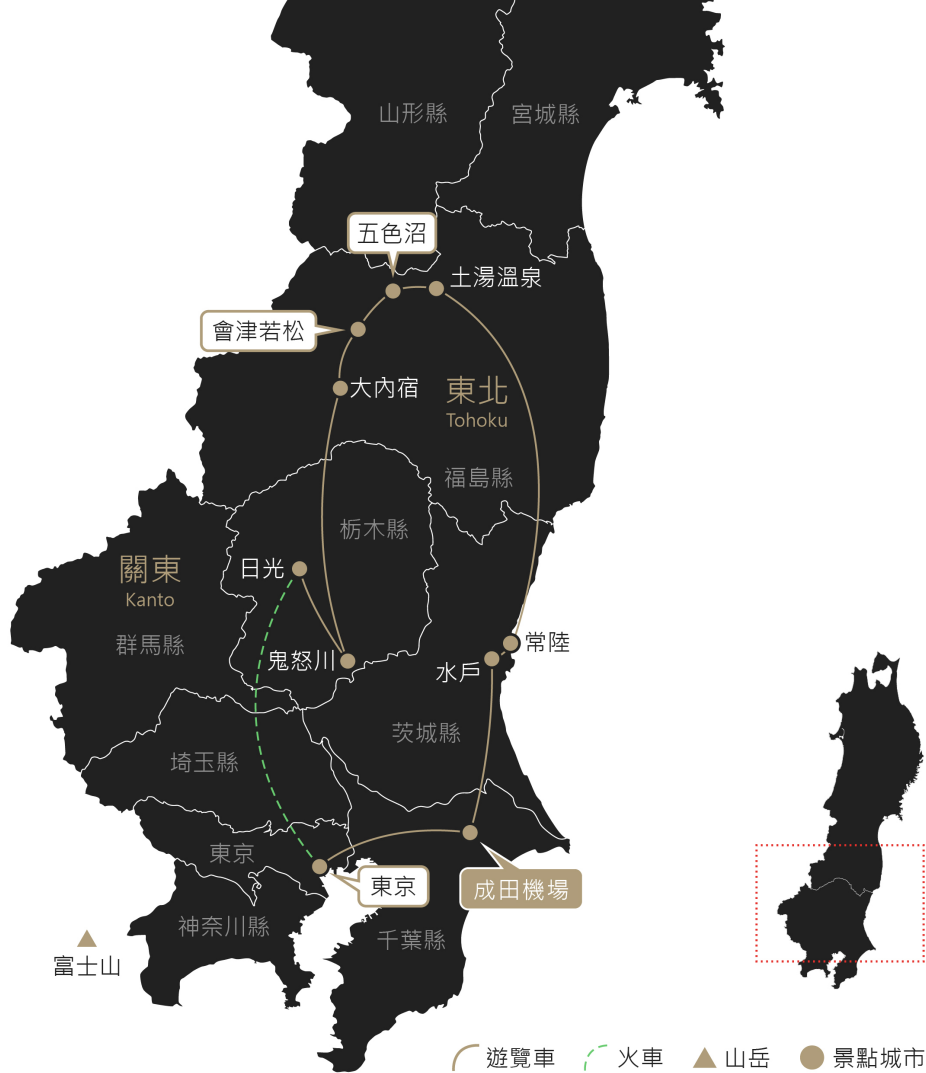 山形縣
宮城縣
五色沼
土湯溫泉
會津若松
大內宿
東北
Tohoku
福島縣
栃木縣
日光
關東
Kanto
群馬縣
鬼怒川
常陸
水戶
茨城縣
埼玉縣
東京
東京
成田機場
神奈川縣
千葉縣
富士山
遊覽車
火車
山岳
景點城市